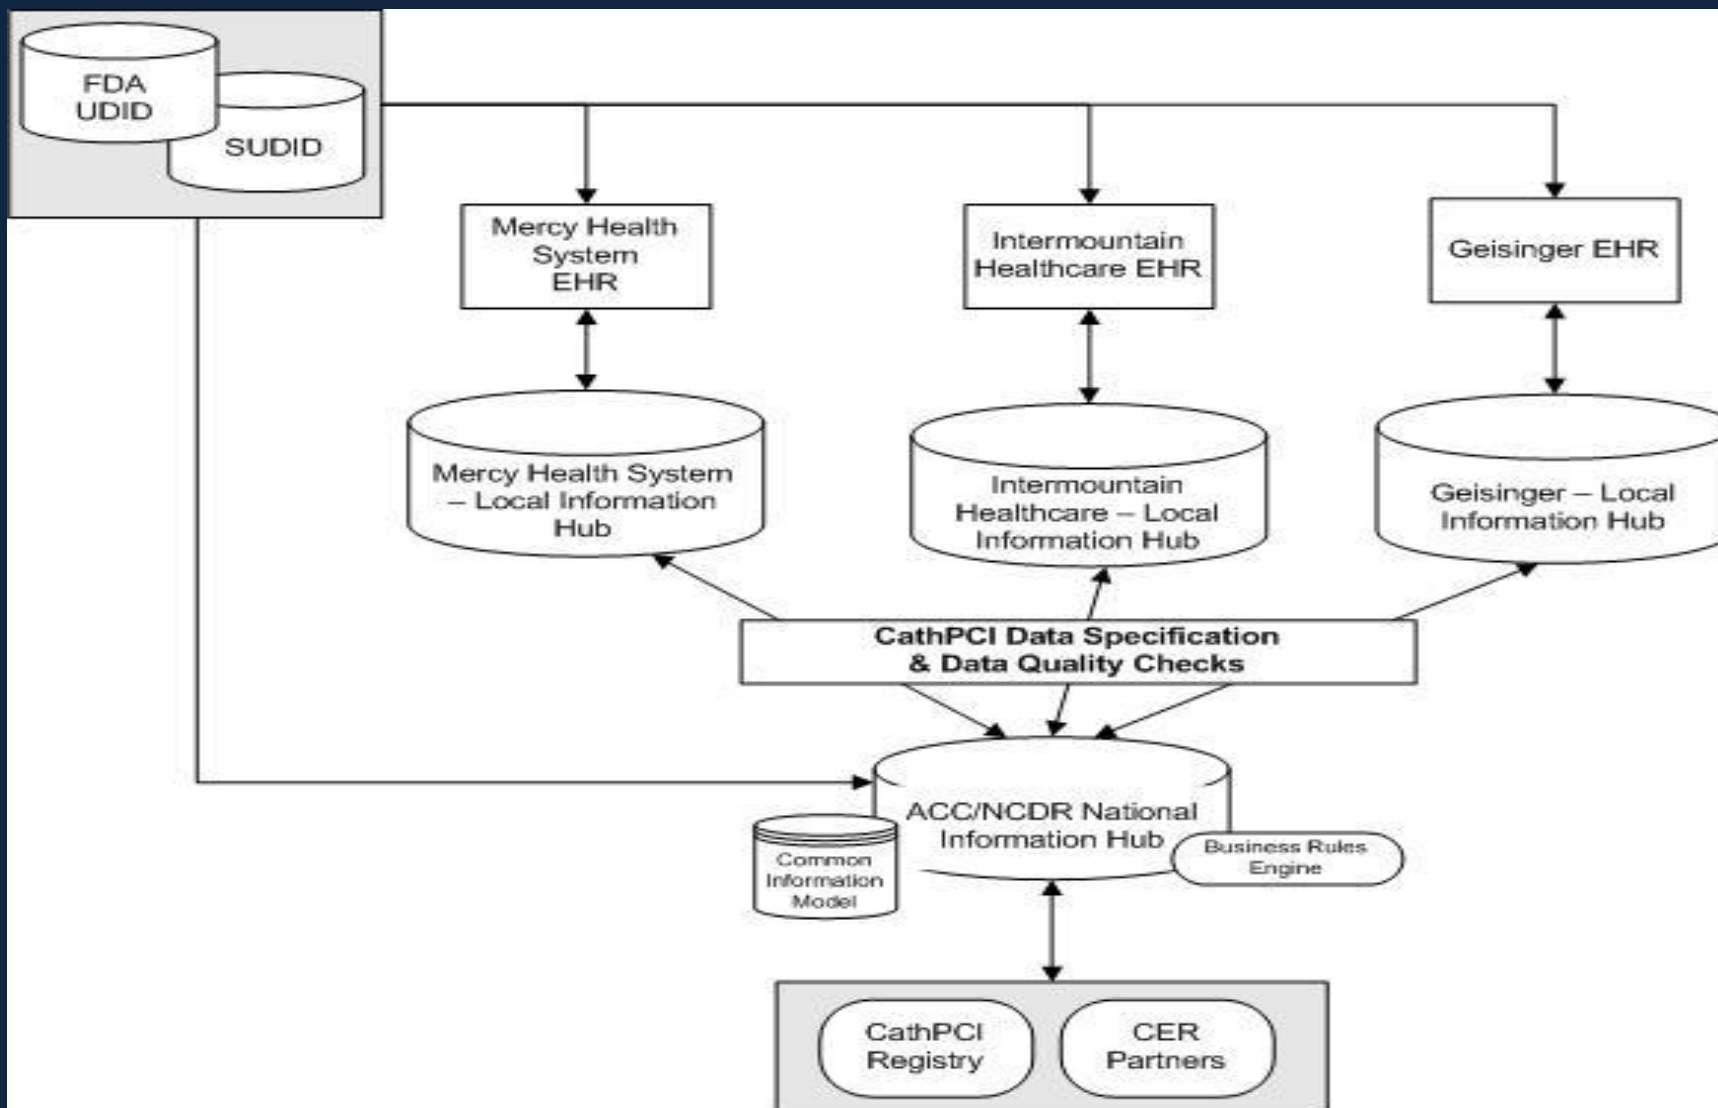 FDA
UDID
SUDID
Mercy Health
System
EHR
Intermountain
Healthcare EHR
Geisinger EHR
Mercy Health System
– Local Information
Hub
Intermountain
Healthcare – Local
Information Hub
Geisinger – Local
Information Hub
CathPCI Data Specification
& Data Quality Checks
ACC/NCDR National
Information Hub
Common
Information
Model
Business Rules
Engine
CathPCI
Registry
CER
Partners